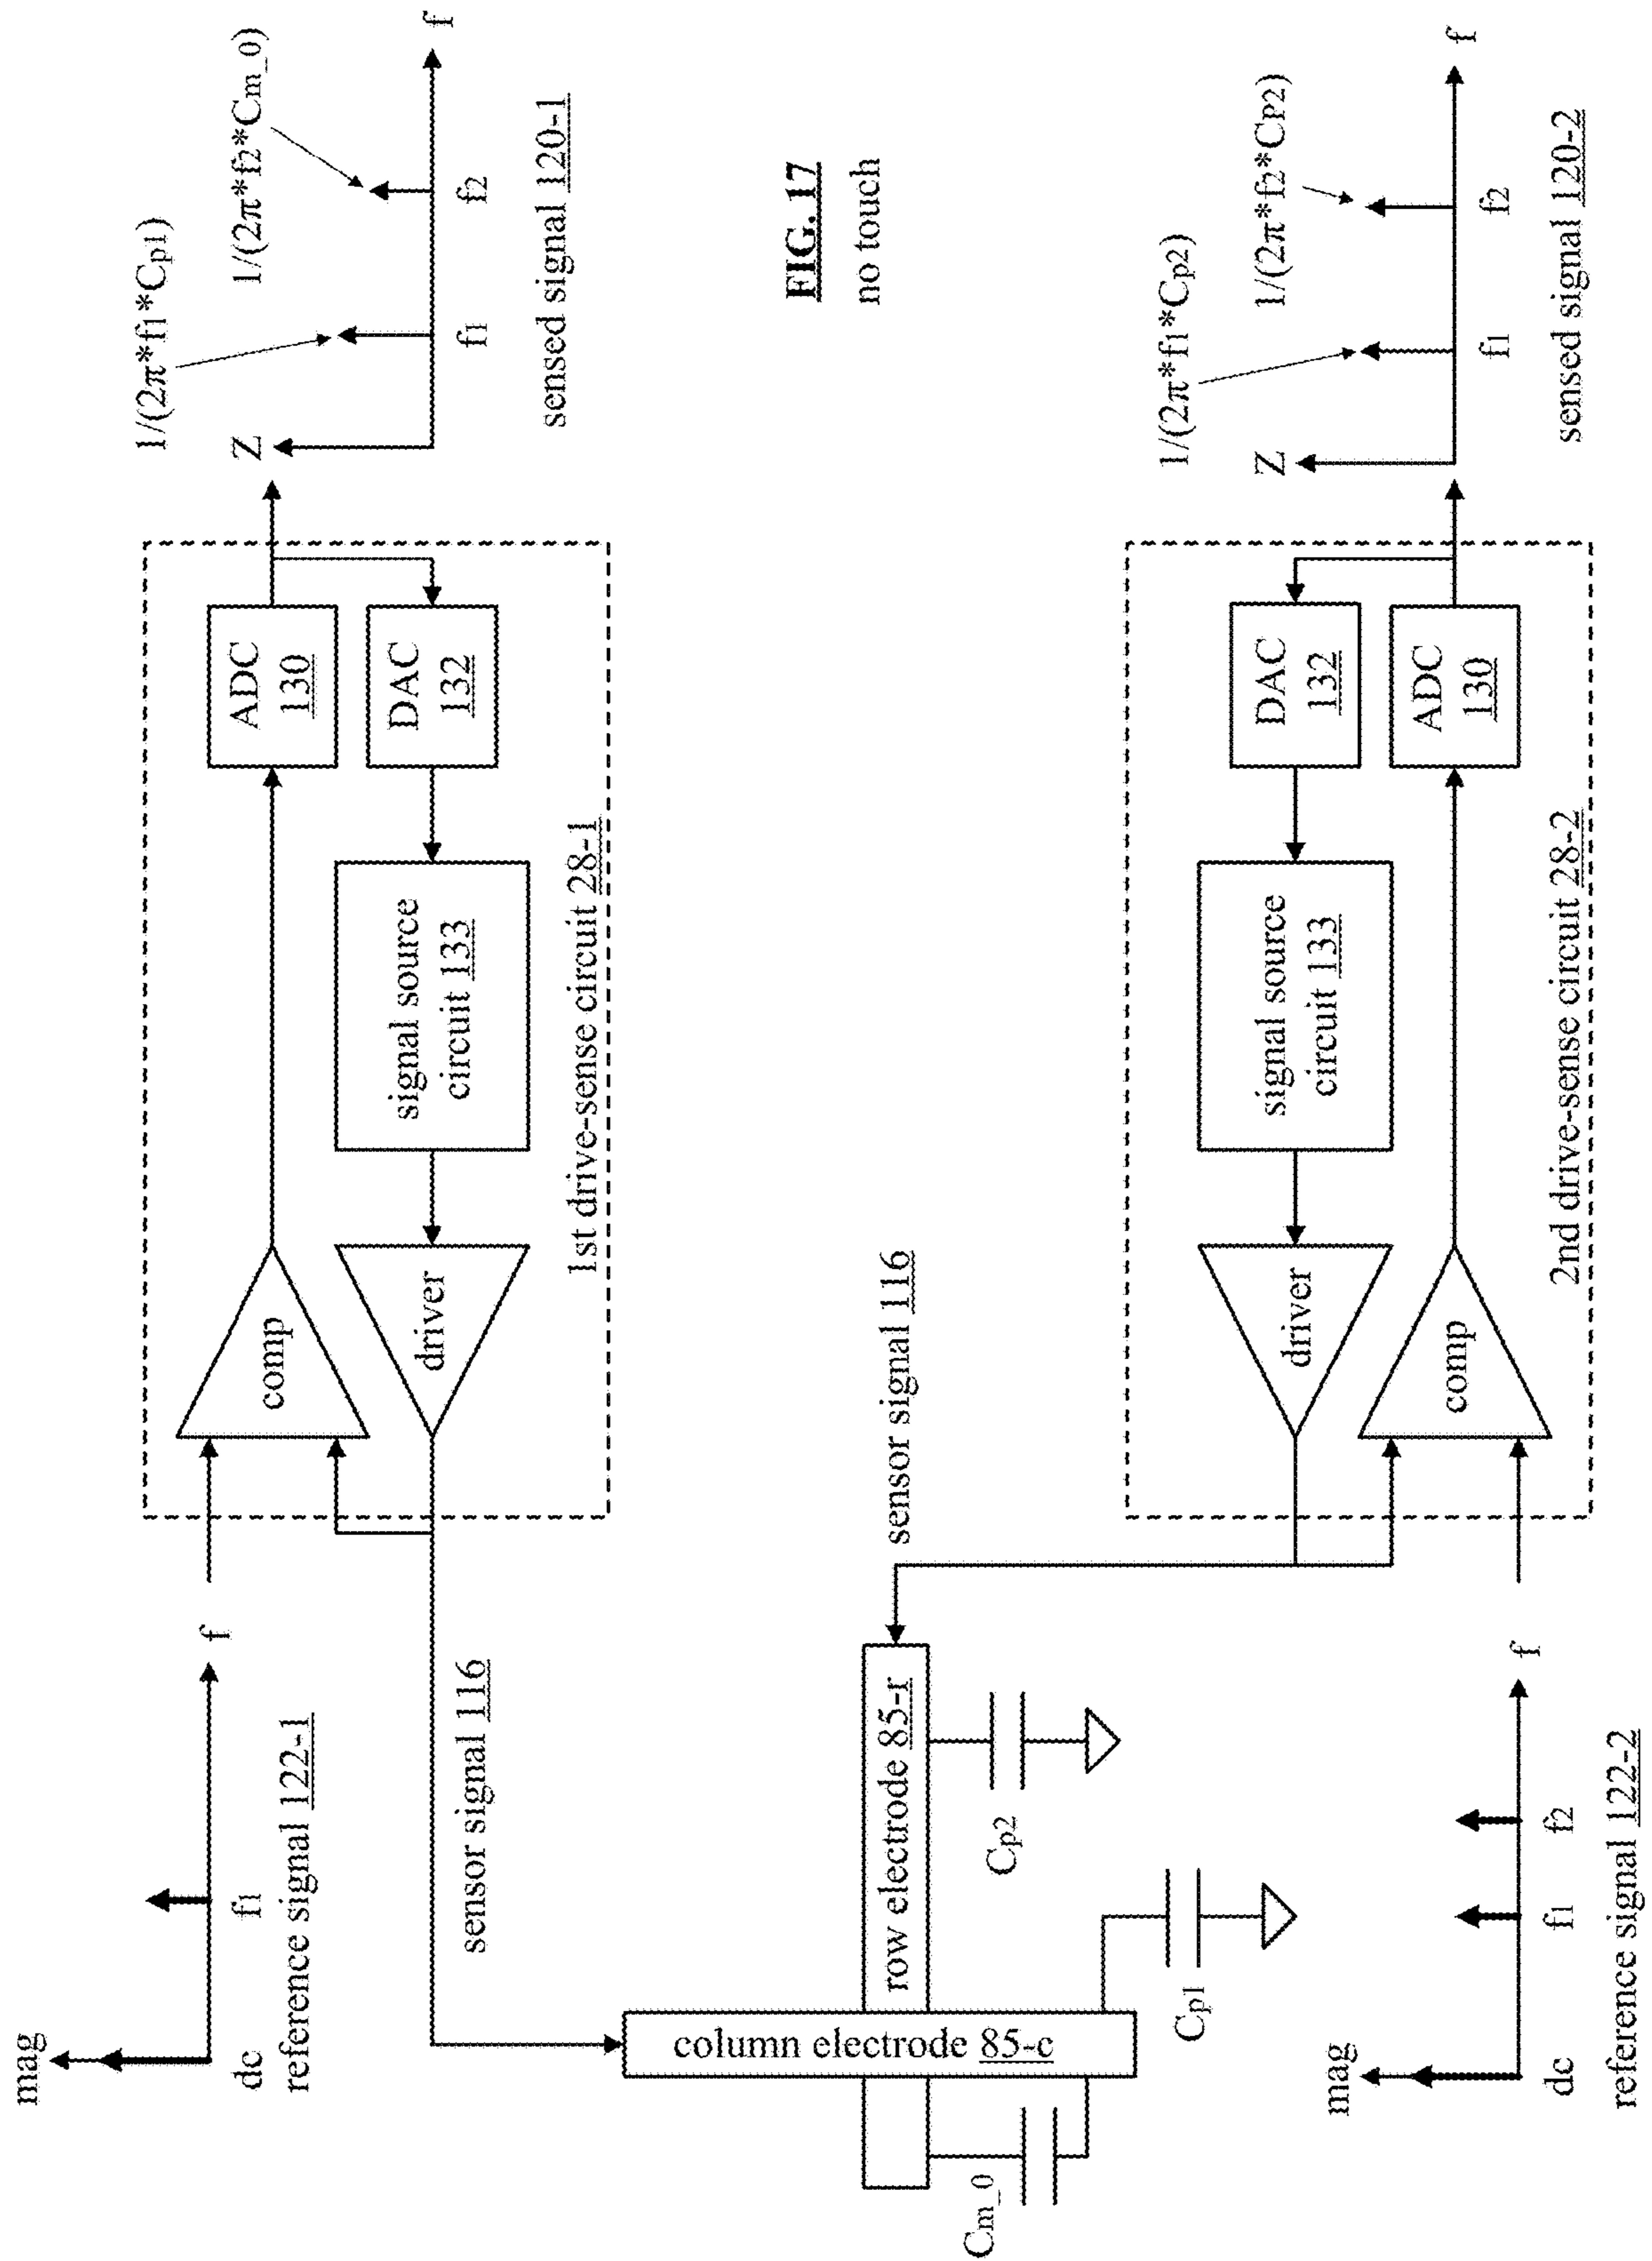 mag
dc
f1
f
reference signal 122-1
sensor signal 116
comp
driver
signal source
circuit 133
ADC
130
DAC
132
1st drive-sense circuit 28-1
Z
1/(2π*f1*Cp1)
1/(2π*f2*Cm_0)
f1
f2
f
sensed signal 120-1
FIG. 17
no touch
column electrode 85-c
row electrode 85-r
Cm_0
Cp1
Cp2
sensor signal 116
driver
comp
signal source
circuit 133
DAC
132
ADC
130
2nd drive-sense circuit 28-2
mag
dc
f1
f2
f
reference signal 122-2
Z
1/(2π*f1*Cp2)
1/(2π*f2*CP2)
f1
f2
f
sensed signal 120-2